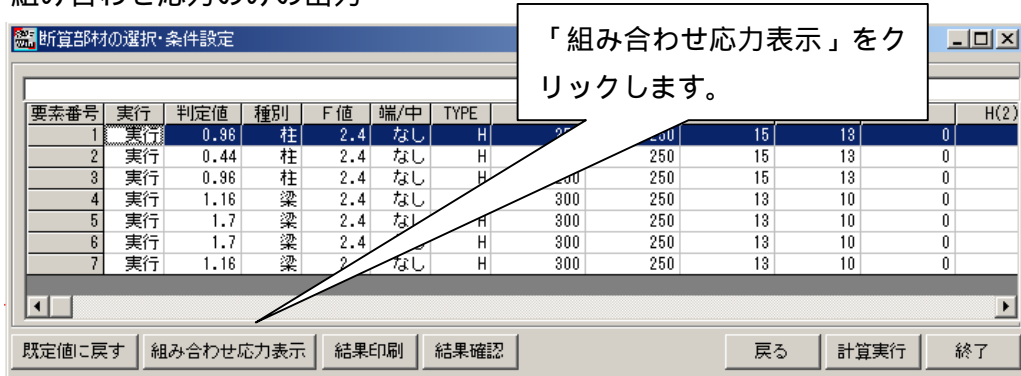 組み合わせ応力のみの出力
断算部材の選択・条件設定
「組み合わせ応力表示」をク
リックします。
要素番号 実行 判定値 種別 F値 端/中 TYPE H(2)
1 実行 0.96 柱 2.4 なし H 250 250 15 13 0
2 実行 0.44 柱 2.4 なし H 250 15 13 0
3 実行 0.96 柱 2.4 なし H 250 250 15 13 0
4 実行 1.16 梁 2.4 なし H 300 250 13 10 0
5 実行 1.7 梁 2.4 なし H 300 250 13 10 0
6 実行 1.7 梁 2.4 H 300 250 13 10 0
7 実行 1.16 梁 2.4 なし H 300 250 13 10 0
既定値に戻す 組み合わせ応力表示 結果印刷 結果確認 戻る 計算実行 終了